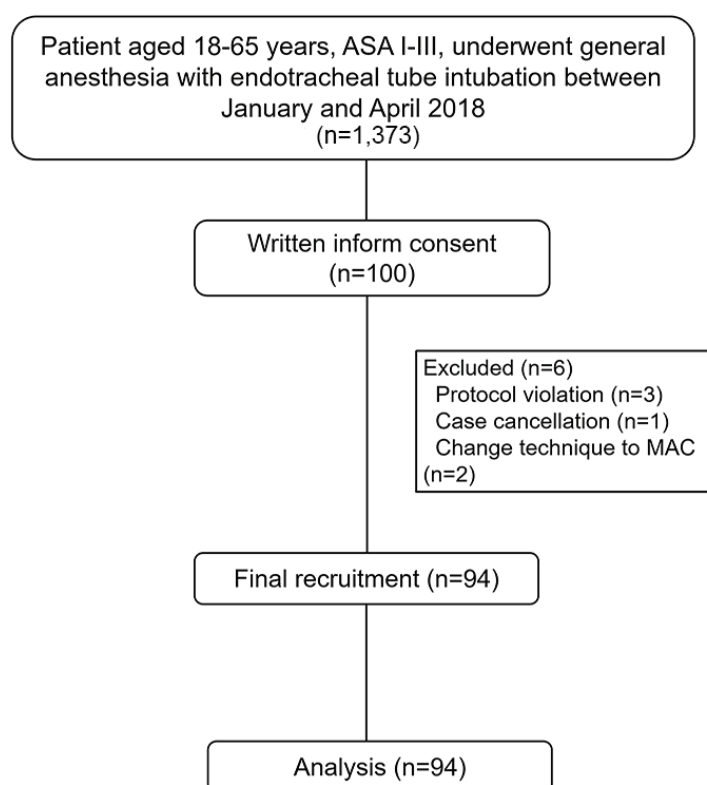 Patient aged 18-65 years, ASA I-III, underwent general
anesthesia with endotracheal tube intubation between
January and April 2018
(n=1,373)
Written inform consent
(n=100)
Excluded (n=6)
Protocol violation (n=3)
Case cancellation (n=1)
Change technique to MAC
(n=2)
Final recruitment (n=94)
Analysis (n=94)